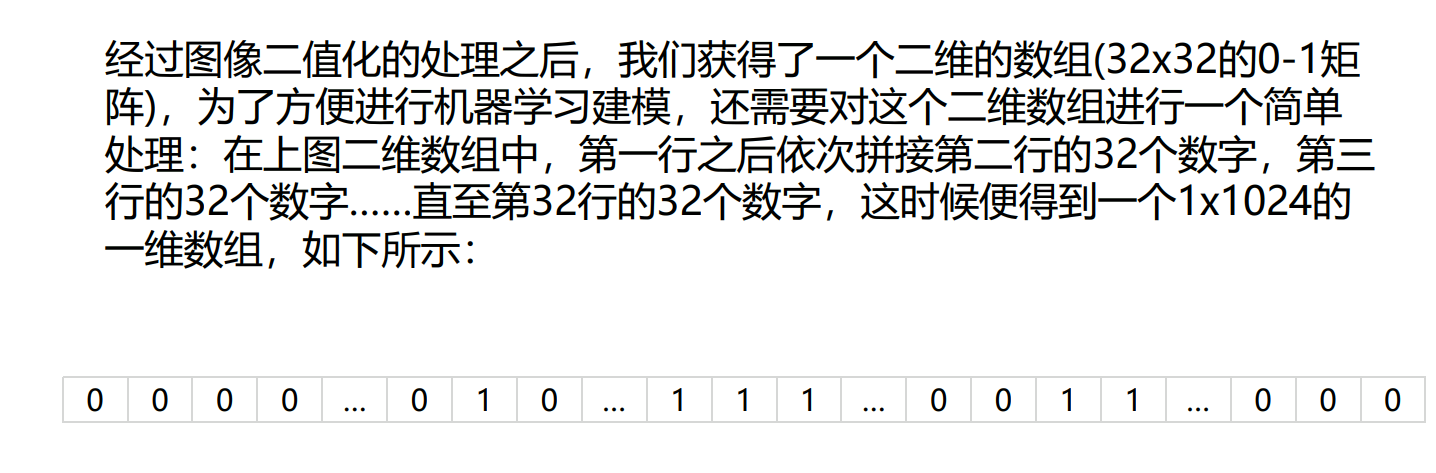 经过图像二值化的处理之后，我们获得了一个二维的数组(32x32的0-1矩
阵)，为了方便进行机器学习建模，还需要对这个二维数组进行一个简单
处理：在上图二维数组中，第一行之后依次拼接第二行的32个数字，第三
行的32个数字……直至第32行的32个数字，这时候便得到一个1x1024的
一维数组，如下所示：
0 0 0 0 ... 0 1 0 ... 1 1 1 ... 0 0 1 1 ... 0 0 0